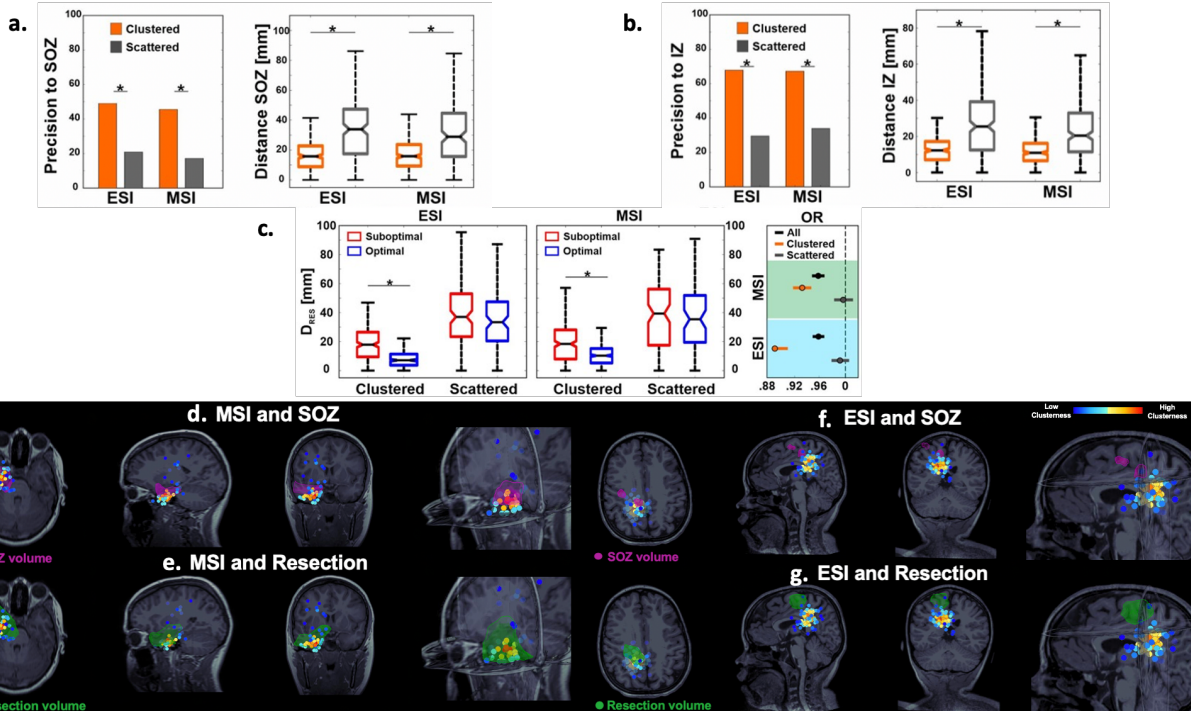 a.
Precision to SOZ
100
80
60
40
20
0
Clustered
Scattered
*
*
ESI
MSI
Distance SOZ [mm]
100
80
60
40
20
0
*
*
ESI
MSI
b.
Precision to IZ
100
80
60
40
20
0
Clustered
Scattered
*
*
ESI
MSI
Distance IZ [mm]
80
60
40
20
0
*
*
ESI
MSI
c.
ESI
D_RES [mm]
100
80
60
40
20
0
Suboptimal
Optimal
*
Clustered
Scattered
MSI
Suboptimal
Optimal
*
Clustered
Scattered
100
80
60
40
20
0
OR
All
Clustered
Scattered
MSI
ESI
.88 .92 .96 0
d. MSI and SOZ
Z volume
e. MSI and Resection
section volume
f. ESI and SOZ
Low Clusterness
High Clusterness
SOZ volume
g. ESI and Resection
Resection volume